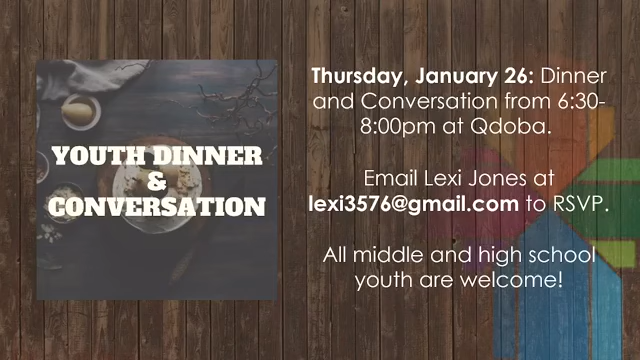 YOUTH DINNER
&
CONVERSATION
Thursday, January 26: Dinner
and Conversation from 6:30-
8:00pm at Qdoba.
Email Lexi Jones at
lexi3576@gmail.com to RSVP.
All middle and high school
youth are welcome!